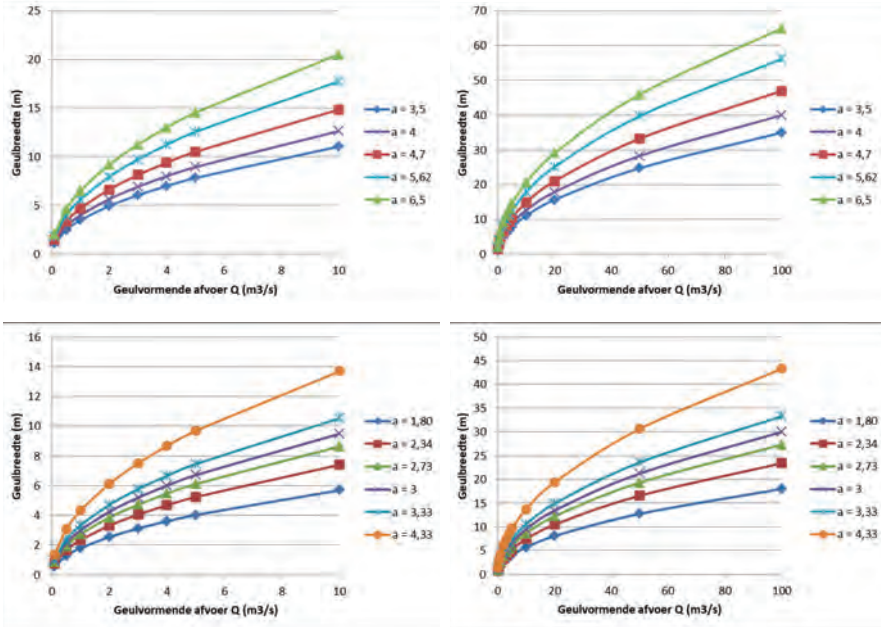 25
20
15
10
5
0
0 2 4 6 8 10
Geulbreedte (m)
Geulvormende afvoer Q (m3/s)
a = 3,5
a = 4
a = 4,7
a = 5,62
a = 6,5
70
60
50
40
30
20
10
0
0 20 40 60 80 100
Geulbreedte (m)
Geulvormende afvoer Q (m3/s)
a = 3,5
a = 4
a = 4,7
a = 5,62
a = 6,5
16
14
12
10
8
6
4
2
0
0 2 4 6 8 10
Geulbreedte (m)
Geulvormende afvoer Q (m3/s)
a = 1,80
a = 2,34
a = 2,73
a = 3
a = 3,33
a = 4,33
50
45
40
35
30
25
20
15
10
5
0
0 20 40 60 80 100
Geulbreedte (m)
Geulvormende afvoer Q (m3/s)
a = 1,80
a = 2,34
a = 2,73
a = 3
a = 3,33
a = 4,33